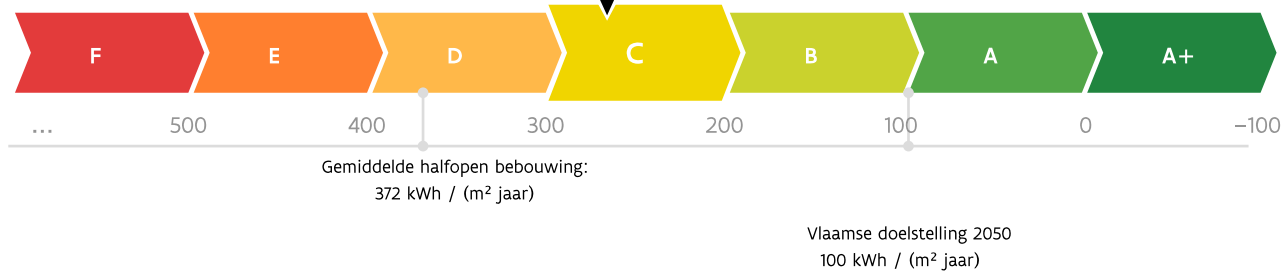 F E D C B A A+
... 500 400 300 200 100 0 –100
Gemiddelde halfopen bebouwing:
372 kWh / (m² jaar)
Vlaamse doelstelling 2050
100 kWh / (m² jaar)